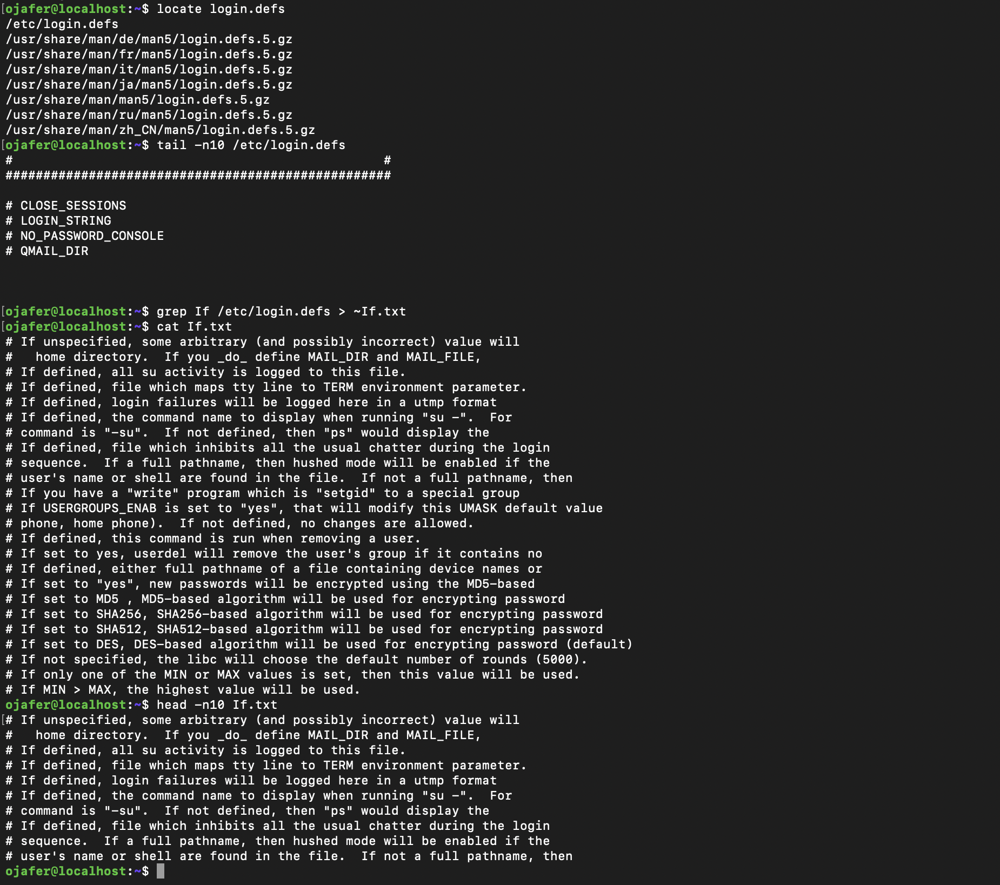 [ojafer@localhost:~$ locate login.defs
/etc/login.defs
/usr/share/man/de/man5/login.defs.5.gz
/usr/share/man/fr/man5/login.defs.5.gz
/usr/share/man/it/man5/login.defs.5.gz
/usr/share/man/ja/man5/login.defs.5.gz
/usr/share/man/man5/login.defs.5.gz
/usr/share/man/ru/man5/login.defs.5.gz
/usr/share/man/zh_CN/man5/login.defs.5.gz
[ojafer@localhost:~$ tail -n10 /etc/login.defs
#                                                 #
###################################################

# CLOSE_SESSIONS
# LOGIN_STRING
# NO_PASSWORD_CONSOLE
# QMAIL_DIR



[ojafer@localhost:~$ grep If /etc/login.defs > ~If.txt
[ojafer@localhost:~$ cat If.txt
# If unspecified, some arbitrary (and possibly incorrect) value will
#   home directory.  If you _do_ define MAIL_DIR and MAIL_FILE,
# If defined, all su activity is logged to this file.
# If defined, file which maps tty line to TERM environment parameter.
# If defined, login failures will be logged here in a utmp format
# If defined, the command name to display when running "su -".  For
# command is "-su".  If not defined, then "ps" would display the
# If defined, file which inhibits all the usual chatter during the login
# sequence.  If a full pathname, then hushed mode will be enabled if the
# user's name or shell are found in the file.  If not a full pathname, then
# If you have a "write" program which is "setgid" to a special group
# If USERGROUPS_ENAB is set to "yes", that will modify this UMASK default value
# phone, home phone).  If not defined, no changes are allowed.
# If defined, this command is run when removing a user.
# If set to yes, userdel will remove the user's group if it contains no
# If defined, either full pathname of a file containing device names or
# If set to "yes", new passwords will be encrypted using the MD5-based
# If set to MD5 , MD5-based algorithm will be used for encrypting password
# If set to SHA256, SHA256-based algorithm will be used for encrypting password
# If set to SHA512, SHA512-based algorithm will be used for encrypting password
# If set to DES, DES-based algorithm will be used for encrypting password (default)
# If not specified, the libc will choose the default number of rounds (5000).
# If only one of the MIN or MAX values is set, then this value will be used.
# If MIN > MAX, the highest value will be used.
ojafer@localhost:~$ head -n10 If.txt
[# If unspecified, some arbitrary (and possibly incorrect) value will
#   home directory.  If you _do_ define MAIL_DIR and MAIL_FILE,
# If defined, all su activity is logged to this file.
# If defined, file which maps tty line to TERM environment parameter.
# If defined, login failures will be logged here in a utmp format
# If defined, the command name to display when running "su -".  For
# command is "-su".  If not defined, then "ps" would display the
# If defined, file which inhibits all the usual chatter during the login
# sequence.  If a full pathname, then hushed mode will be enabled if the
# user's name or shell are found in the file.  If not a full pathname, then
ojafer@localhost:~$